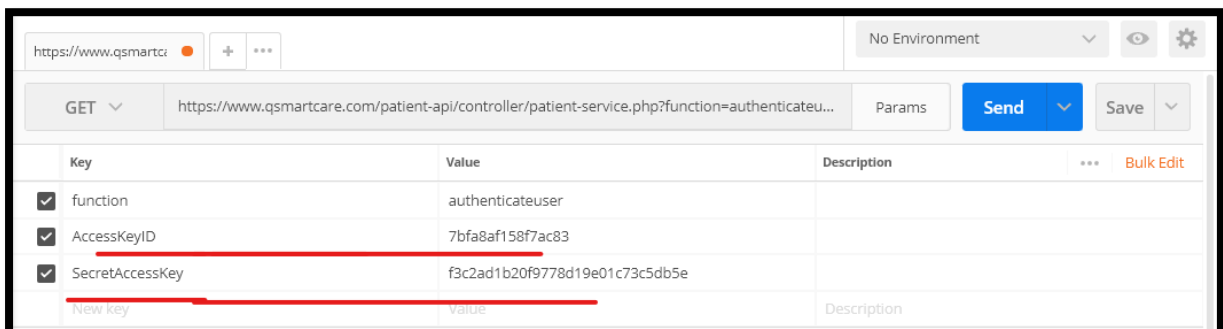 https://www.qsmartca + ••• No Environment
GET https://www.qsmartcare.com/patient-api/controller/patient-service.php?function=authenticateu... Params Send Save
Key Value Description ••• Bulk Edit
function authenticateuser
AccessKeyID 7bfa8af158f7ac83
SecretAccessKey f3c2ad1b20f9778d19e01c73c5db5e
New key Value Description